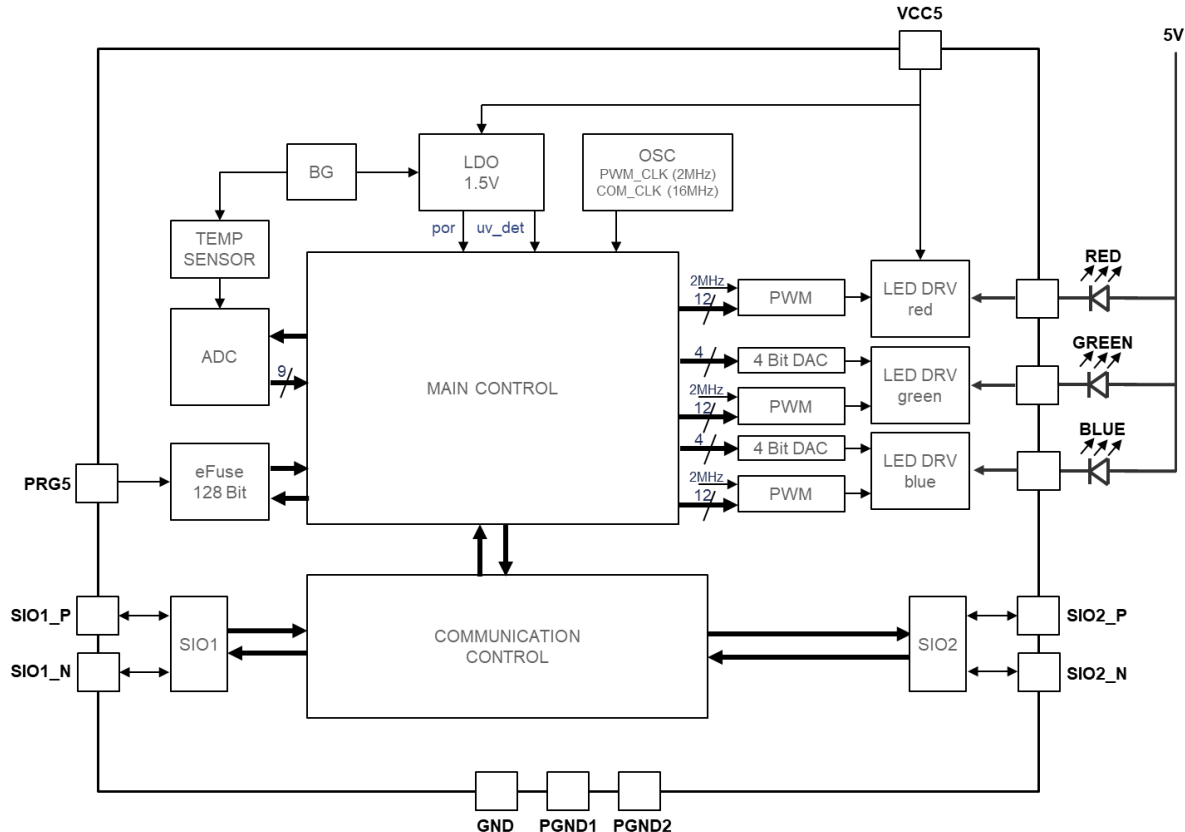 VCC5
5V
BG
LDO
1.5V
OSC
PWM_CLK (2MHz)
COM_CLK (16MHz)
por
uv_det
TEMP
SENSOR
ADC
9
MAIN CONTROL
2MHz
12
PWM
LED DRV
red
RED
4
4 Bit DAC
2MHz
12
PWM
LED DRV
green
GREEN
4
4 Bit DAC
2MHz
12
PWM
LED DRV
blue
BLUE
PRG5
eFuse
128 Bit
SIO1_P
SIO1_N
SIO1
COMMUNICATION
CONTROL
SIO2
SIO2_P
SIO2_N
GND
PGND1
PGND2